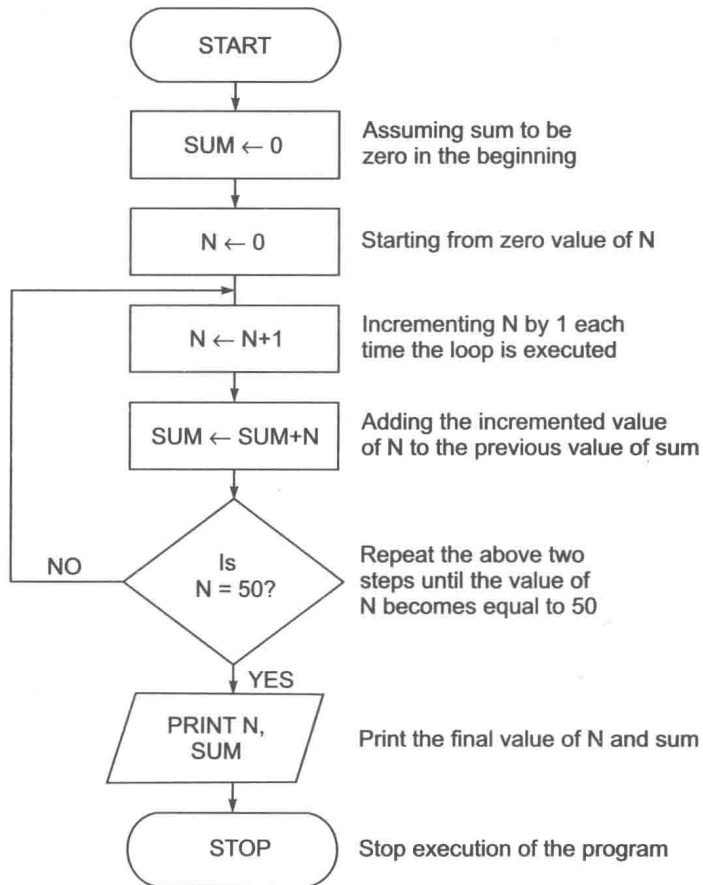 START
SUM ← 0
Assuming sum to be
zero in the beginning
N ← 0
Starting from zero value of N
N ← N+1
Incrementing N by 1 each
time the loop is executed
SUM ← SUM+N
Adding the incremented value
of N to the previous value of sum
NO
Is
N = 50?
Repeat the above two
steps until the value of
N becomes equal to 50
YES
PRINT N,
SUM
Print the final value of N and sum
STOP
Stop execution of the program